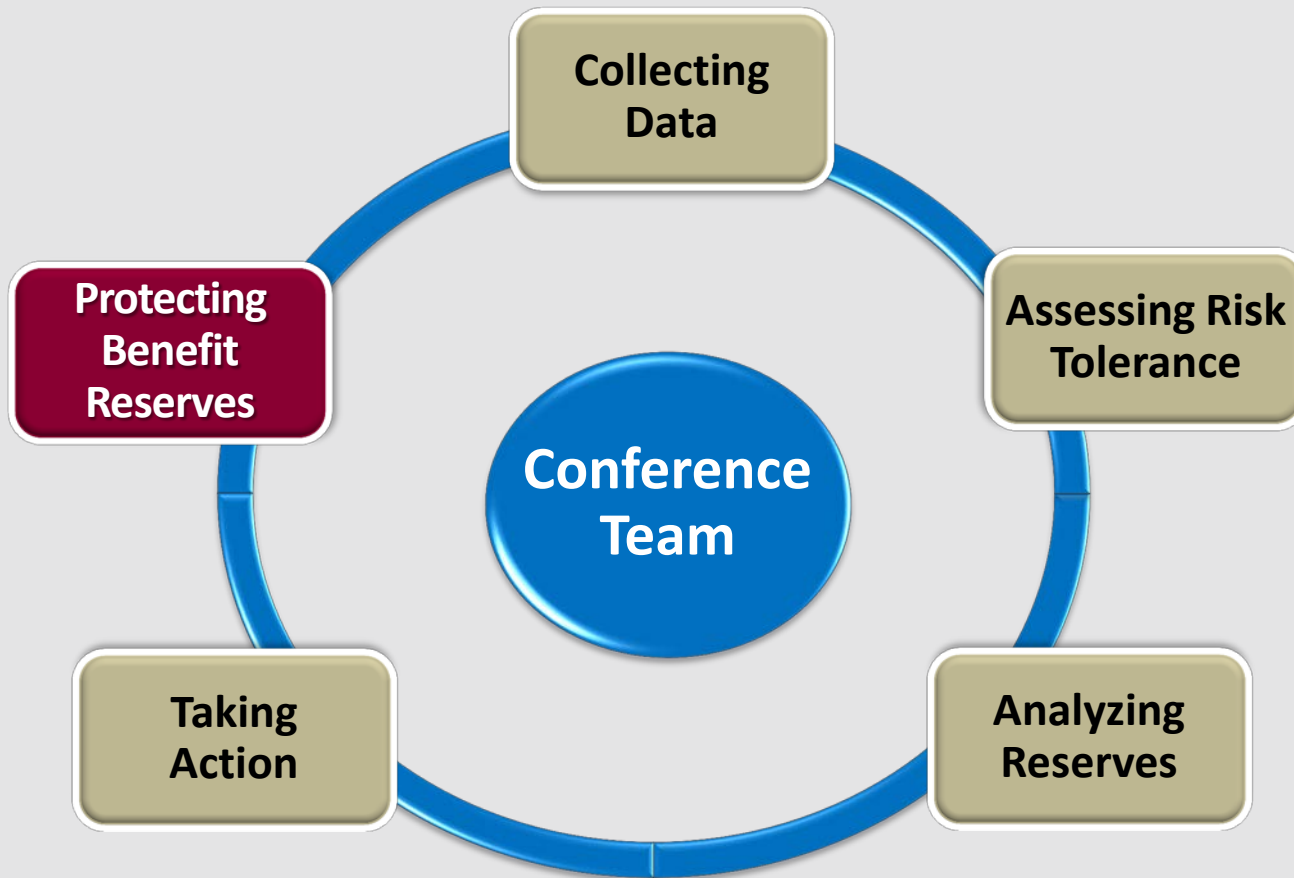 Collecting
Data
Assessing Risk
Tolerance
Analyzing
Reserves
Taking
Action
Protecting
Benefit
Reserves
Conference
Team